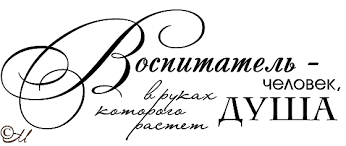 Воспитатель –
человек,
в руках
которого
растет
ДУША
©М